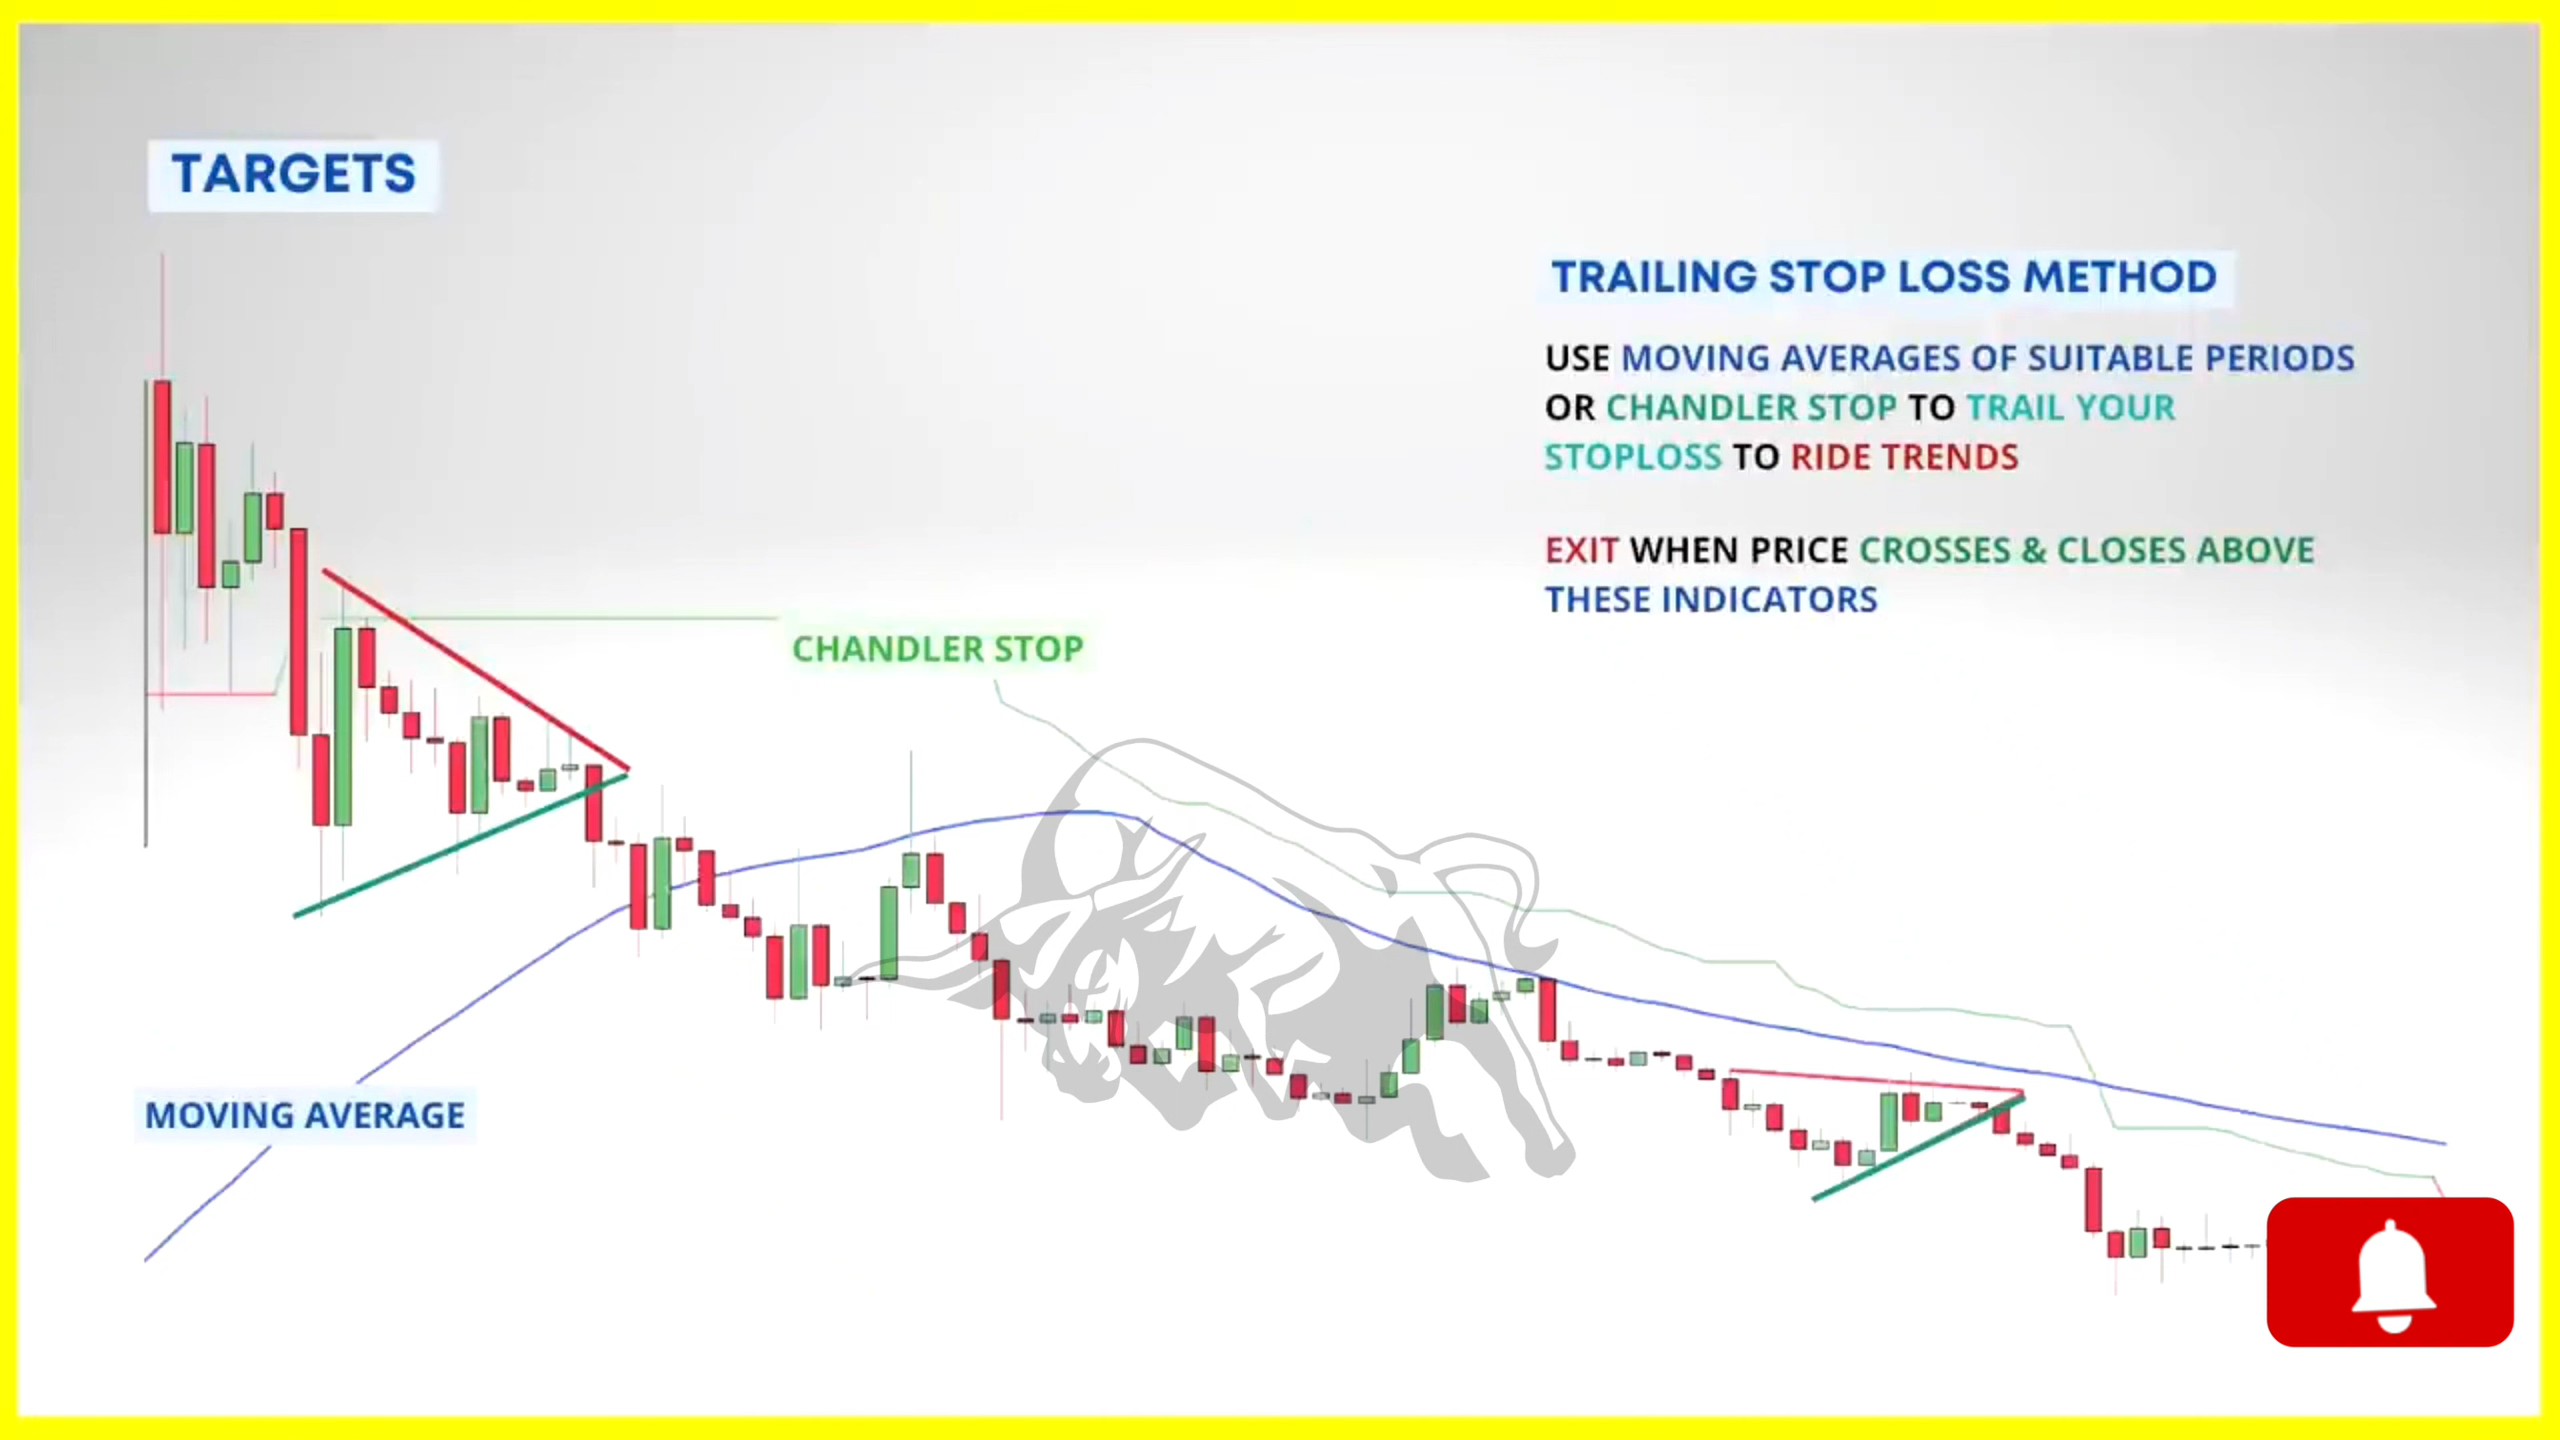 TARGETS
TRAILING STOP LOSS METHOD
USE MOVING AVERAGES OF SUITABLE PERIODS
OR CHANDLER STOP TO TRAIL YOUR
STOPLOSS TO RIDE TRENDS
EXIT WHEN PRICE CROSSES & CLOSES ABOVE
THESE INDICATORS
CHANDLER STOP
MOVING AVERAGE